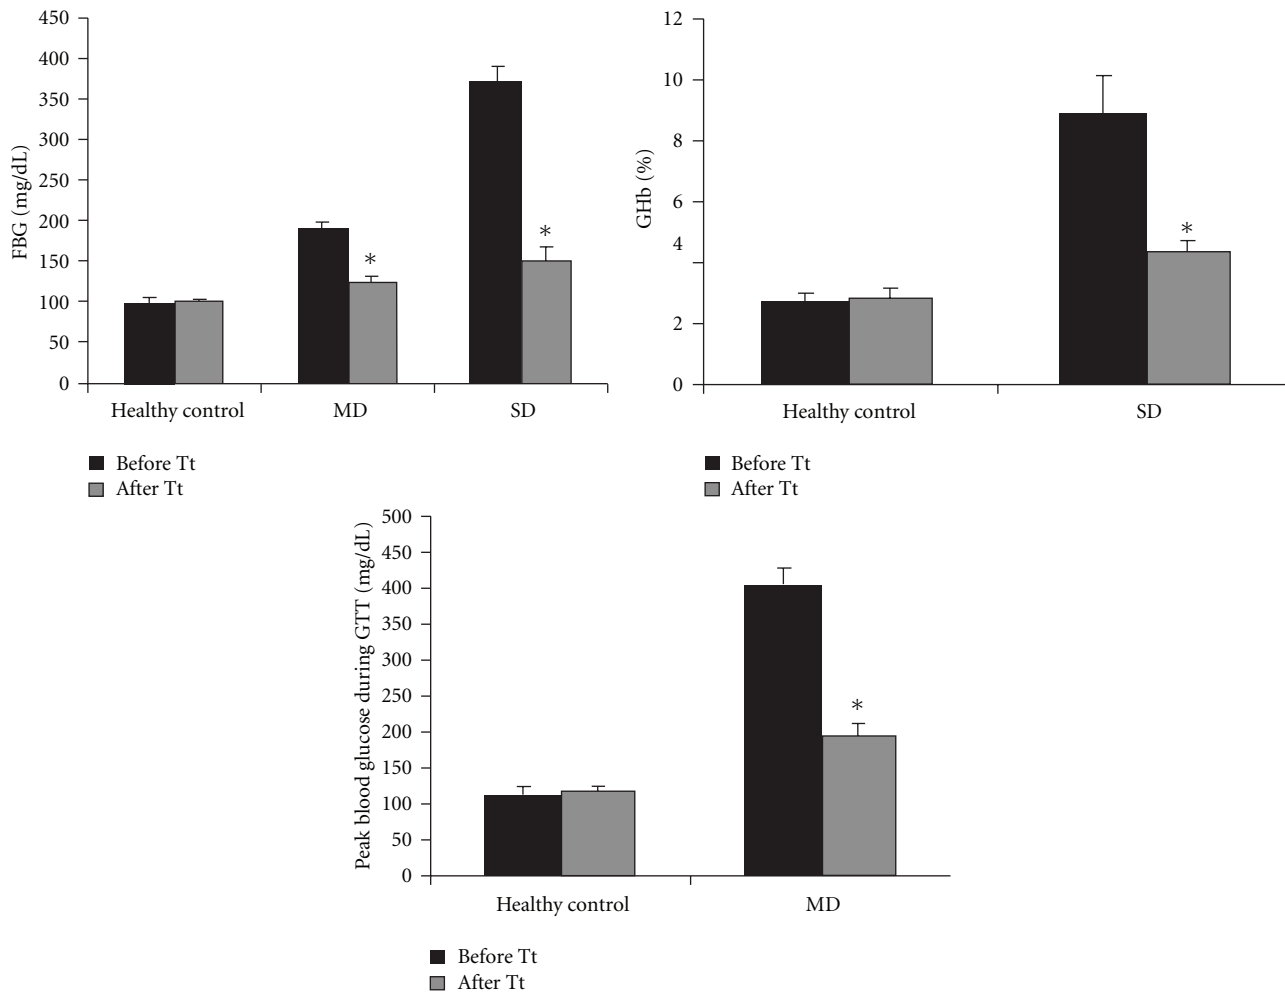 FBG (mg/dL)
450
400
350
300
250
200
150
100
50
0
*
*
Healthy control MD SD
Before Tt
After Tt
GHb (%)
12
10
8
6
4
2
0
*
Healthy control SD
Before Tt
After Tt
Peak blood glucose during GTT (mg/dL)
500
450
400
350
300
250
200
150
100
50
0
*
Healthy control MD
Before Tt
After Tt